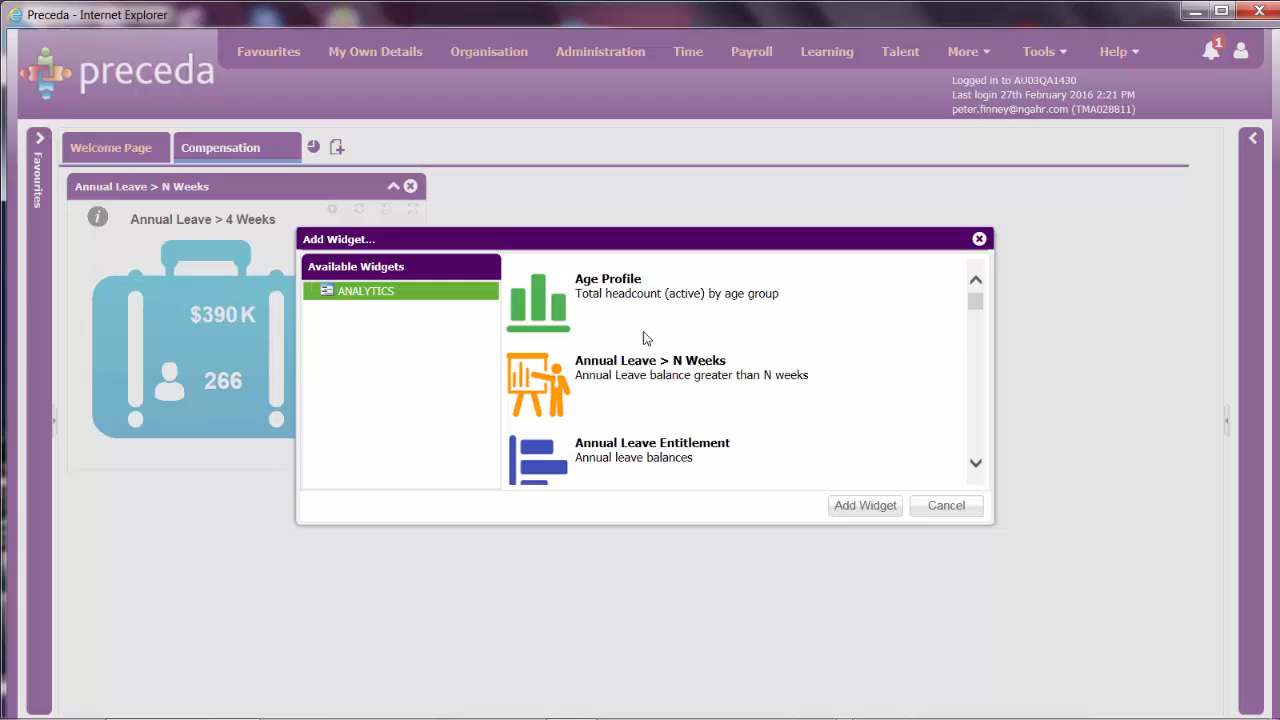 Preceda - Internet Explorer
preceda
Favourites My Own Details Organisation Administration Time Payroll Learning Talent More Tools Help
1
Logged in to AU03QA1430
Last login 27th February 2016 2:21 PM
peter.finney@ngahr.com (TMA028811)
Favourites
Welcome Page Compensation
Annual Leave > N Weeks
i Annual Leave > 4 Weeks
$390 K
266
Add Widget...
Available Widgets
ANALYTICS
Age Profile
Total headcount (active) by age group
Annual Leave > N Weeks
Annual Leave balance greater than N weeks
Annual Leave Entitlement
Annual leave balances
Add Widget Cancel